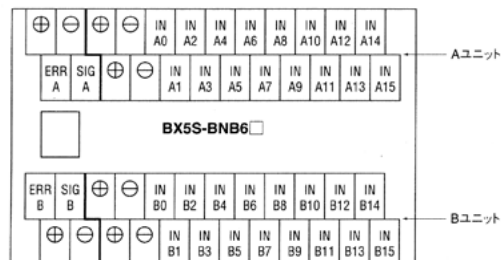 ⊕ ⊖ ⊕ ⊖ IN A0 IN A2 IN A4 IN A6 IN A8 IN A10 IN A12 IN A14
Aユニット
ERR A SIG A ⊕ ⊖ IN A1 IN A3 IN A5 IN A7 IN A9 IN A11 IN A13 IN A15
BX5S-BNB6□
ERR B SIG B ⊕ ⊖ IN B0 IN B2 IN B4 IN B6 IN B8 IN B10 IN B12 IN B14
Bユニット
⊕ ⊖ ⊕ ⊖ IN B1 IN B3 IN B5 IN B7 IN B9 IN B11 IN B13 IN B15